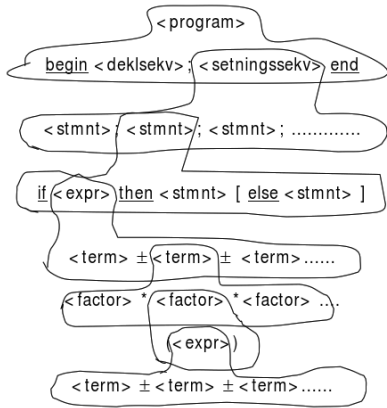 <program>
begin <deklsekv>; <setningssekv> end
<stmnt>; <stmnt>; <stmnt>; .............
if <expr> then <stmnt> [ else <stmnt> ]
<term> ± <term> ± <term>......
<factor> * <factor> * <factor> ....
(<expr>)
<term> ± <term> ± <term>......